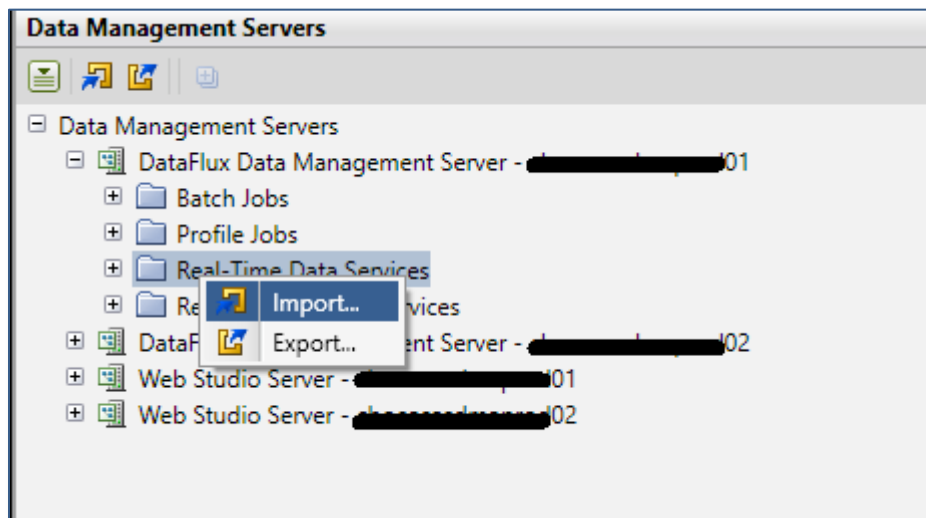 Data Management Servers
Data Management Servers
DataFlux Data Management Server - 01
Batch Jobs
Profile Jobs
Real-Time Data Services
Import...
Re vices
Export...
DataF ent Server - 02
Web Studio Server - 01
Web Studio Server - 02